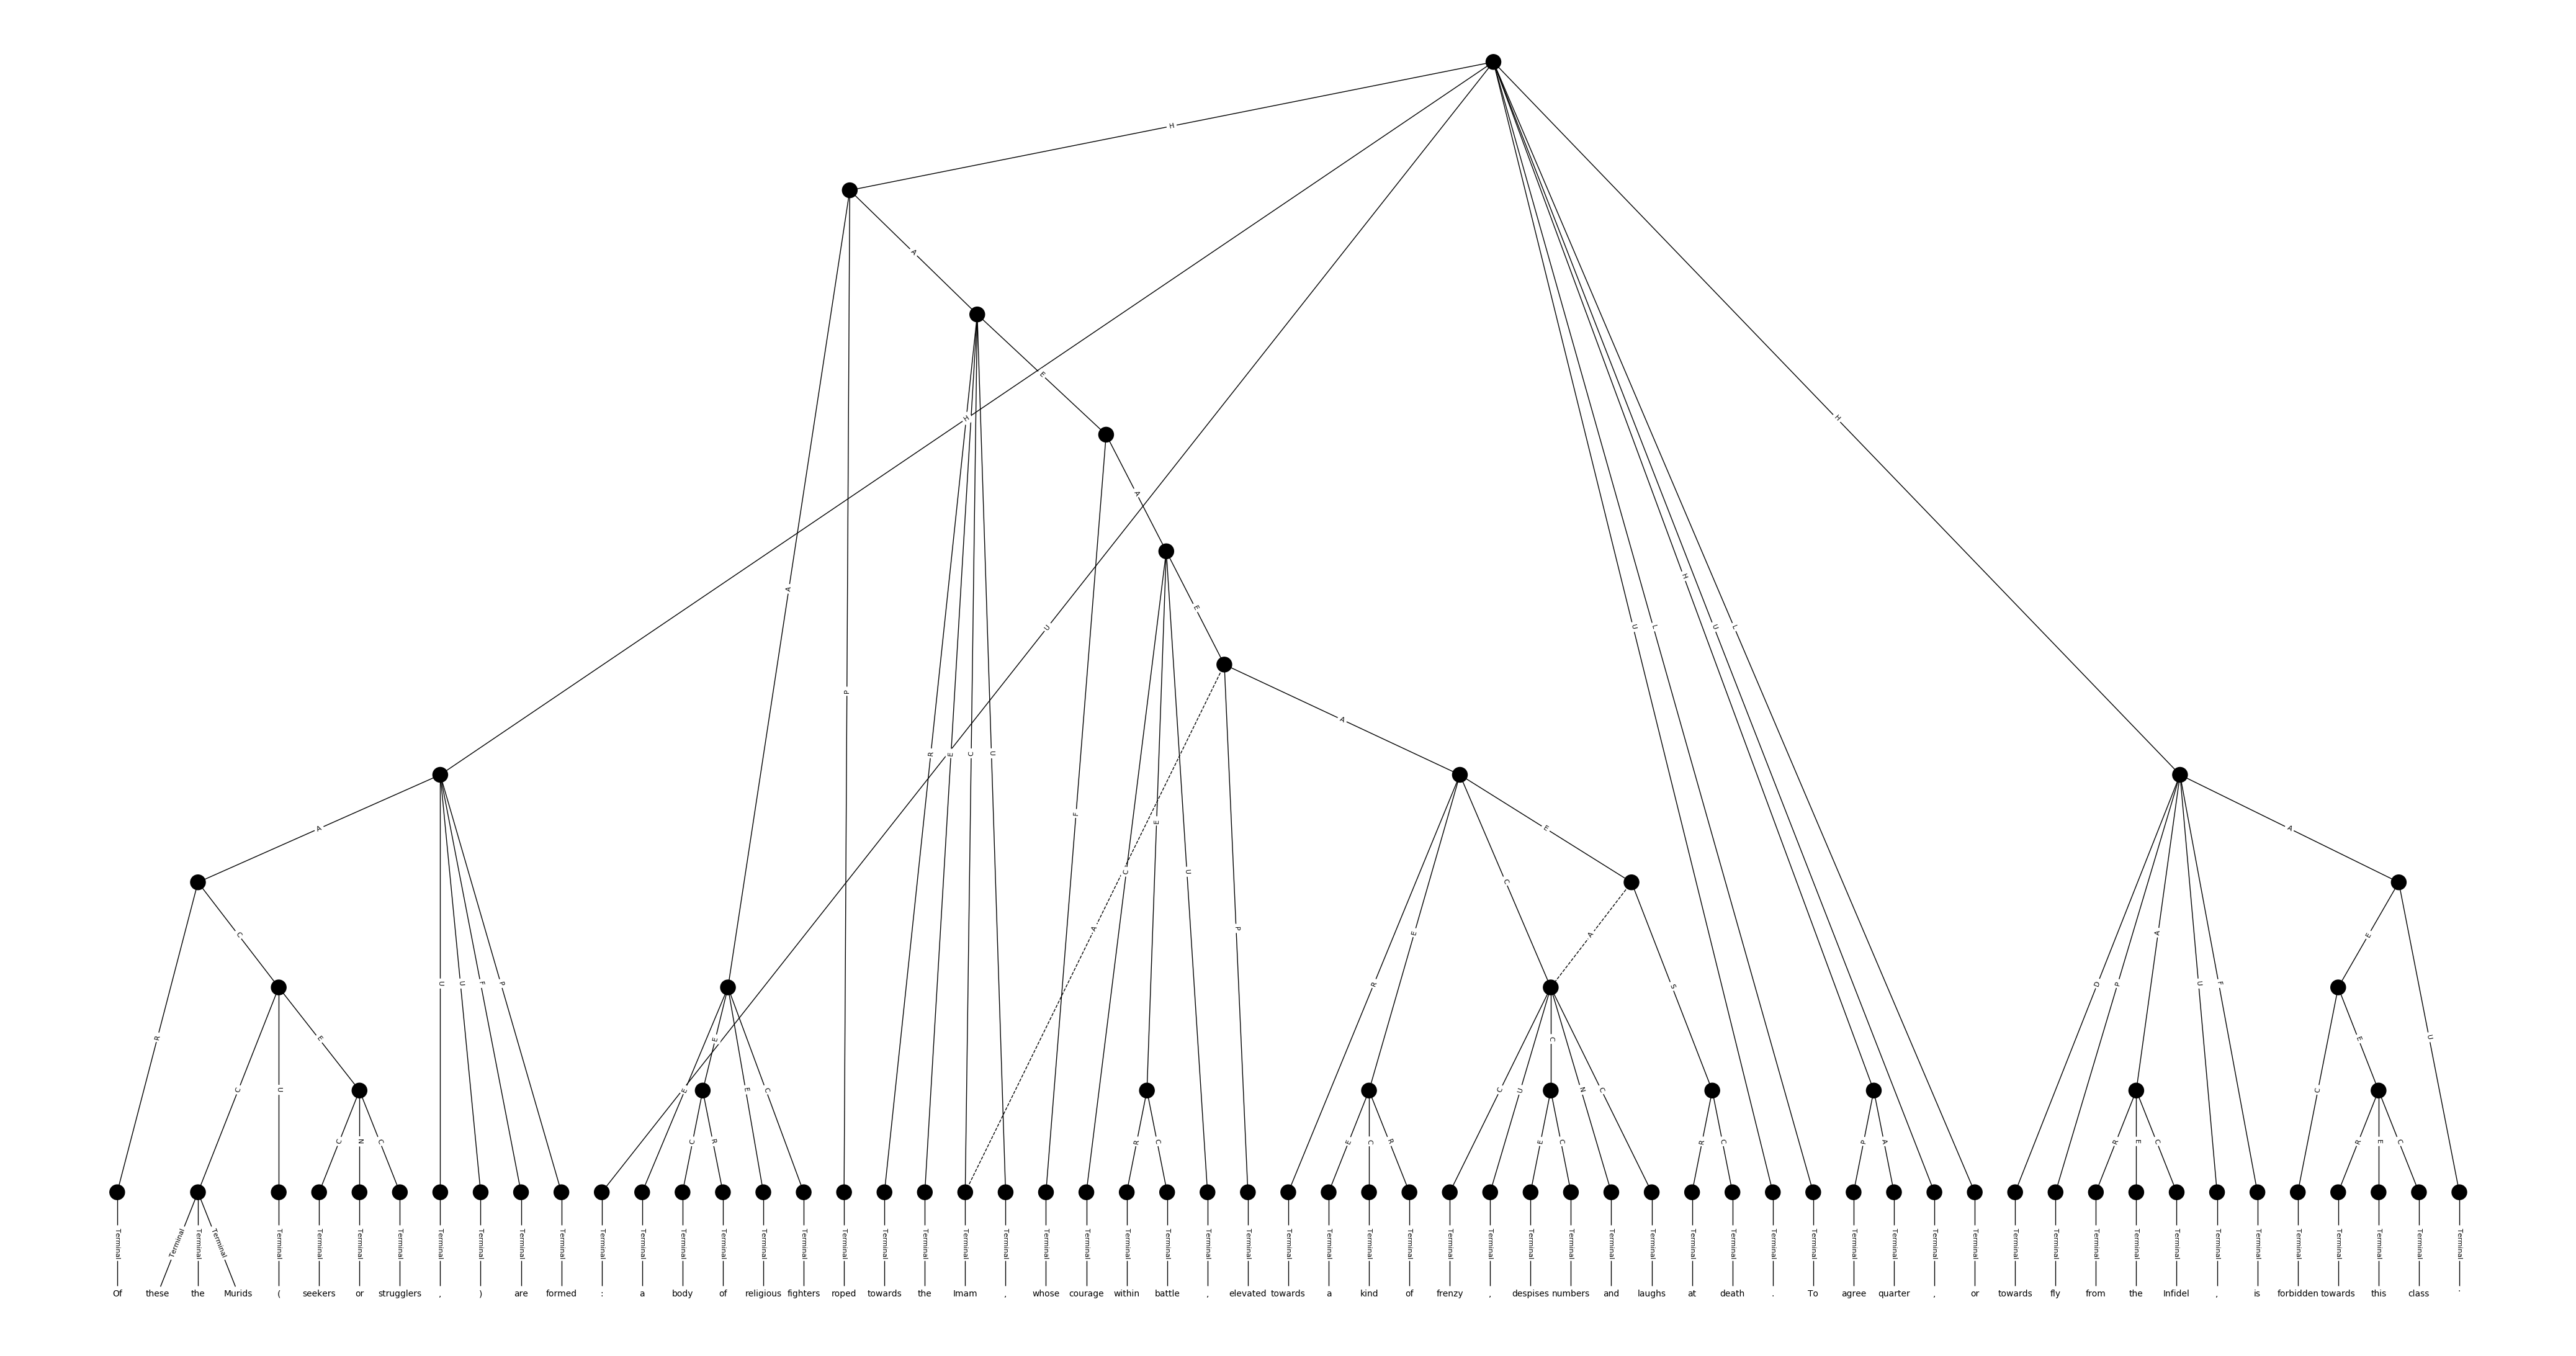 H
A
E
H
A
A
E
U
H
P
U
L
H
U
L
A
R
E
C
U
F
C
E
U
A
P
A
E
A
R
C
U
U
F
P
R
E
C
A
S
D
P
A
U
F
E
U
C
U
E
E
E
E
C
C
U
C
N
C
C
E
C
N
C
C
R
R
C
E
C
R
E
C
R
C
P
A
R
E
C
R
E
C
Terminal Terminal Terminal Terminal Terminal Terminal Terminal Terminal Terminal Terminal Terminal Terminal Terminal Terminal Terminal Terminal Terminal Terminal Terminal Terminal Terminal Terminal Terminal Terminal Terminal Terminal Terminal Terminal Terminal Terminal Terminal Terminal Terminal Terminal Terminal Terminal Terminal Terminal Terminal Terminal Terminal Terminal Terminal Terminal Terminal Terminal Terminal Terminal Terminal Terminal Terminal Terminal Terminal Terminal Terminal Terminal Terminal Terminal Terminal
Of these the Murids ( seekers or strugglers , ) are formed : a body of religious fighters roped towards the Imam , whose courage within battle , elevated towards a kind of frenzy , despises numbers and laughs at death . To agree quarter , or towards fly from the Infidel , is forbidden towards this class '